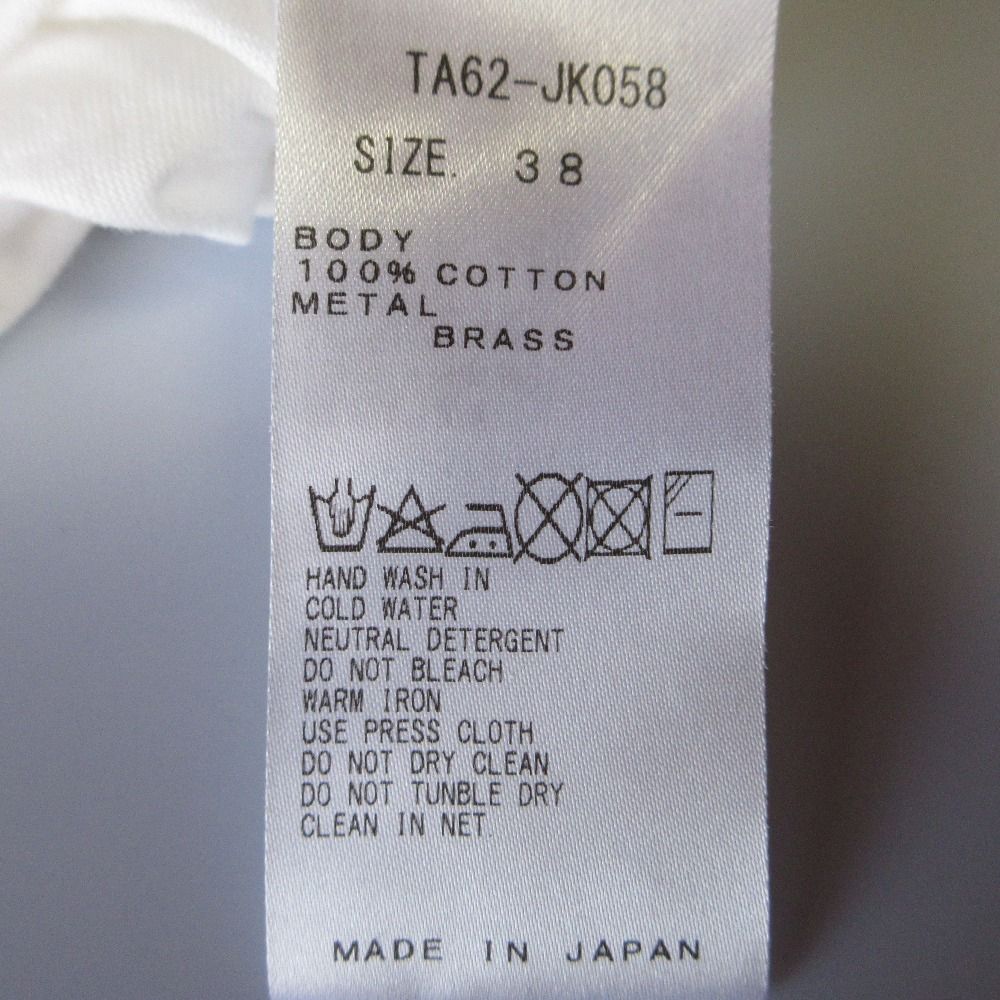 TA62-JK058
SIZE. 38
BODY
100% COTTON
METAL
BRASS
HAND WASH IN
COLD WATER
NEUTRAL DETERGENT
DO NOT BLEACH
WARM IRON
USE PRESS CLOTH
DO NOT DRY CLEAN
DO NOT TUNBLE DRY
CLEAN IN NET.
MADE IN JAPAN